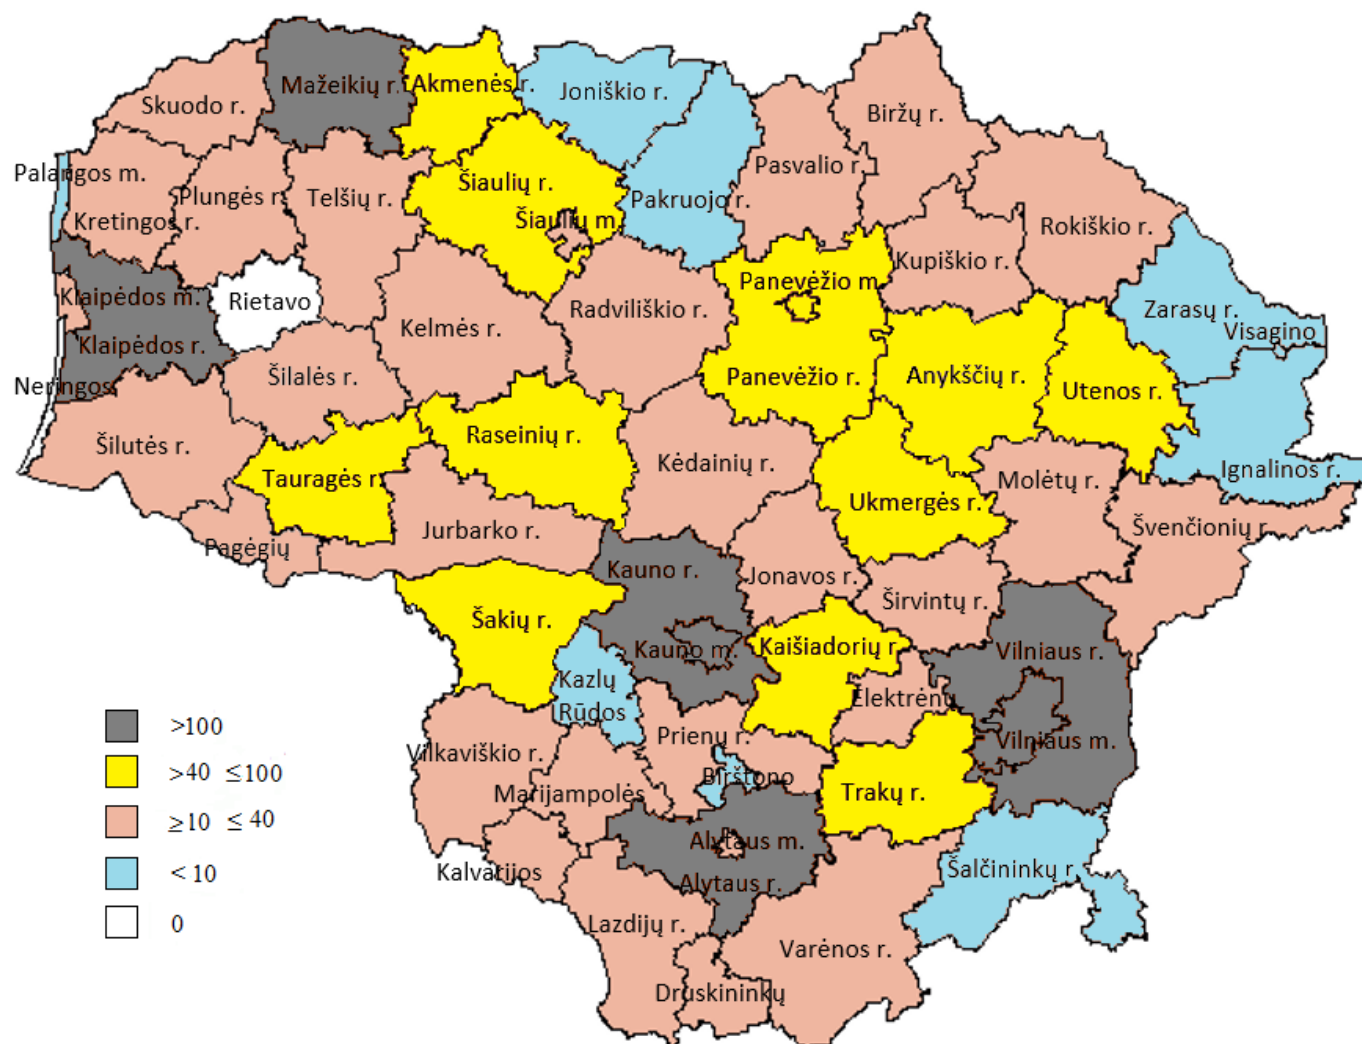 Mažeikių r.
Akmenės r.
Joniškio r.
Skuodo r.
Biržų r.
Pasvalio r.
Palangos m.
Šiaulių r.
Plungės r.
Telšių r.
Pakruojo r.
Kretingos r.
Šiaulių m.
Rokiškio r.
Kupiškio r.
Panevėžio m.
Klaipėdos m.
Rietavo
Radviliškio r.
Zarasų r.
Kelmės r.
Visagino
Klaipėdos r.
Šilalės r.
Panevėžio r.
Anykščių r.
Neringos
Utenos r.
Raseinių r.
Šilutės r.
Kėdainių r.
Ignalinos r.
Tauragės r.
Molėtų r.
Ukmergės r.
Švenčionių r.
Jurbarko r.
Pagėgių
Kauno r.
Jonavos r.
Širvintų r.
Šakių r.
Kauno m.
Kaišiadorių r.
Vilniaus r.
Kazlų
Rūdos
Elektrėnų
Prienų r.
Vilniaus m.
Vilkaviškio r.
Birštono
Marijampolės
Trakų r.
Alytaus m.
Kalvarijos
Alytaus r.
Šalčininkų r.
Lazdijų r.
Varėnos r.
Druskininkų
>100
>40 ≤100
≥10 ≤ 40
< 10
0